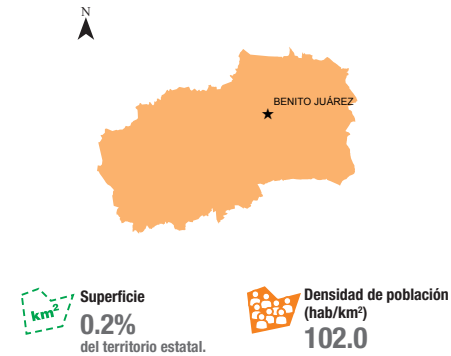 N
BENITO JUÁREZ
km²
Superficie
0.2%
del territorio estatal.
Densidad de población
(hab/km²)
102.0